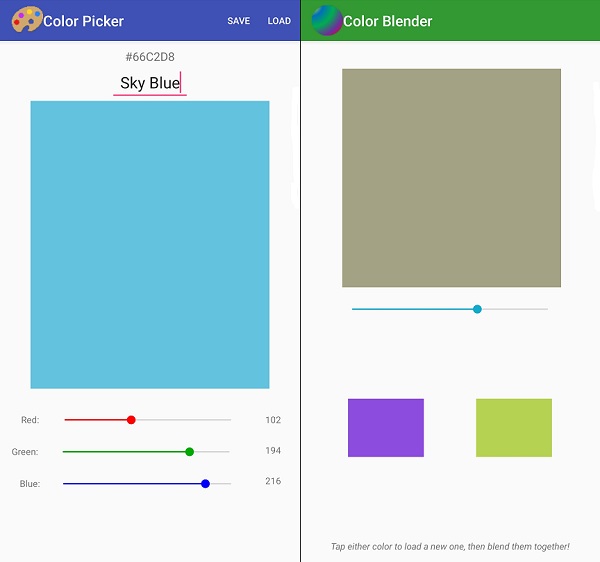 Color Picker SAVE LOAD
#66C2D8
Sky Blue
Red: 102
Green: 194
Blue: 216
Color Blender
Tap either color to load a new one, then blend them together!